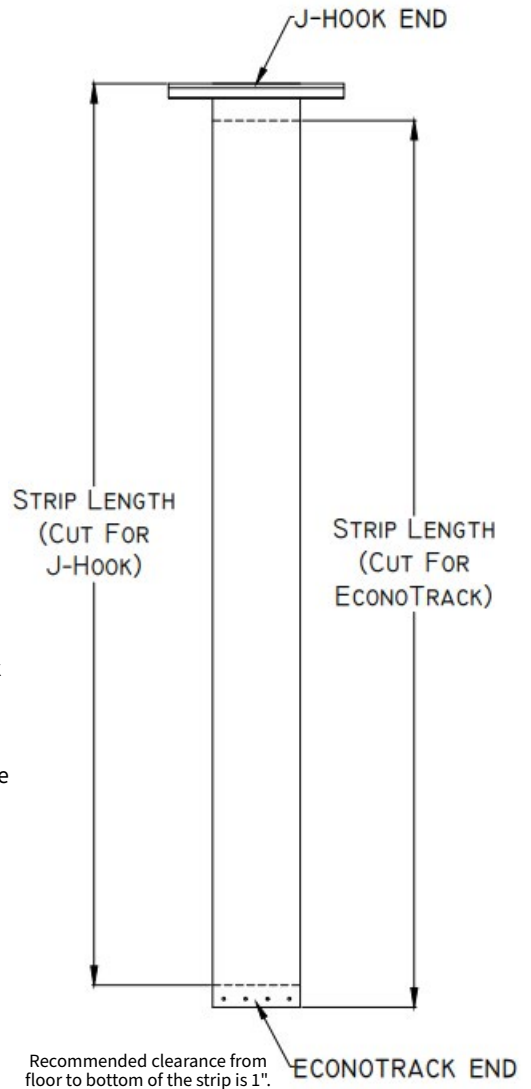 J-HOOK END
STRIP LENGTH
(CUT FOR
J-HOOK)
STRIP LENGTH
(CUT FOR
ECONOTRACK)
e
Recommended clearance from
floor to bottom of the strip is 1".
ECONOTRACK END